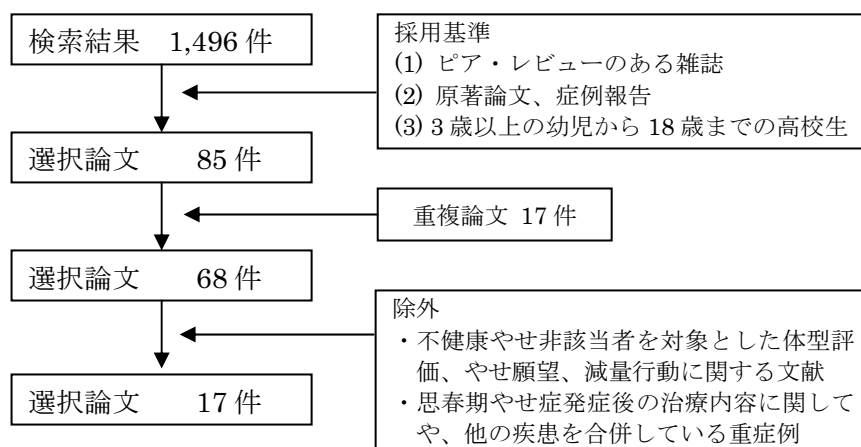 検索結果 1,496 件
採用基準
(1) ピア・レビューのある雑誌
(2) 原著論文、症例報告
(3) 3 歳以上の幼児から 18 歳までの高校生
選択論文 85 件
重複論文 17 件
選択論文 68 件
除外
・不健康やせ非該当者を対象とした体型評
価、やせ願望、減量行動に関する文献
・思春期やせ症発症後の治療内容に関して
や、他の疾患を合併している重症例
選択論文 17 件